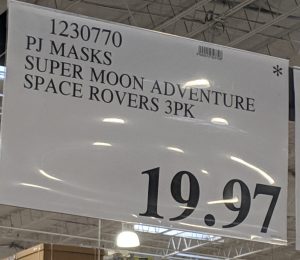 1230770
PJ MASKS
SUPER MOON ADVENTURE
SPACE ROVERS 3PK
*
19.97